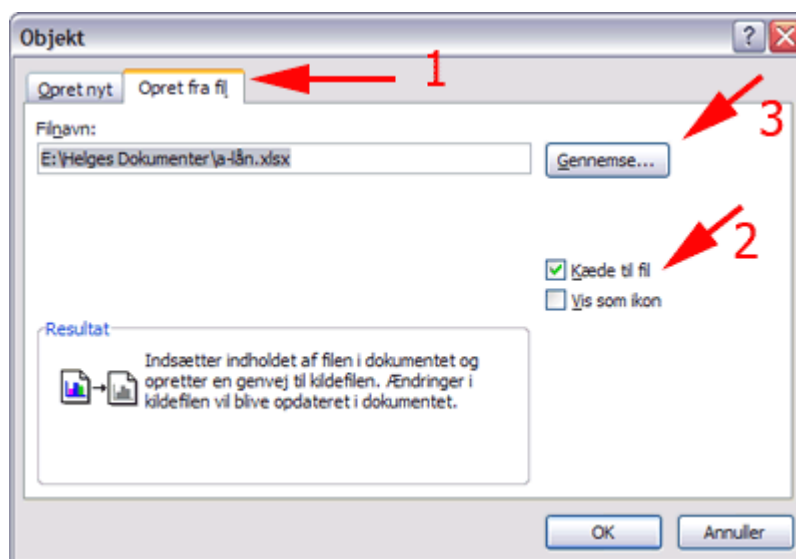 Objekt
1
Opret nyt
Opret fra fil
3
Filnavn:
E:\Helges Dokumenter\a-lån.xlsx
Gennemse...
2
Kæde til fil
Vis som ikon
Resultat
Indsætter indholdet af filen i dokumentet og
opretter en genvej til kildefilen. Ændringer i
kildefilen vil blive opdateret i dokumentet.
OK
Annuller